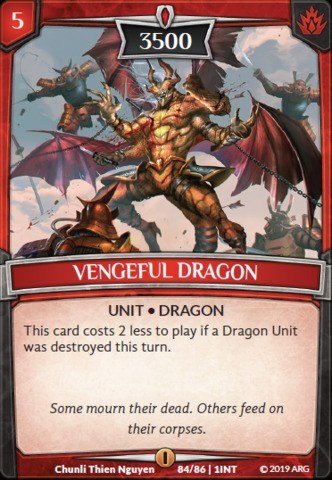 5
3500
VENGEFUL DRAGON
UNIT • DRAGON
This card costs 2 less to play if a Dragon Unit
was destroyed this turn.
Some mourn their dead. Others feed on
their corpses.
I
Chunli Thien Nguyen 84/86 | 1INT © 2019 ARG